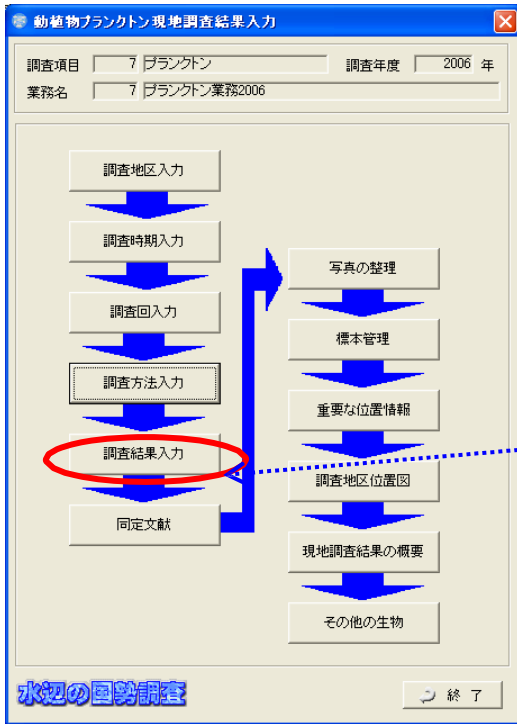 動植物プランクトン現地調査結果入力
調査項目 7 プランクトン 調査年度 2006 年
業務名 7 プランクトン業務2006
調査地区入力
調査時期入力
調査回入力
調査方法入力
調査結果入力
同定文献
写真の整理
標本管理
重要な位置情報
調査地区位置図
現地調査結果の概要
その他の生物
水辺の国勢調査
終 了